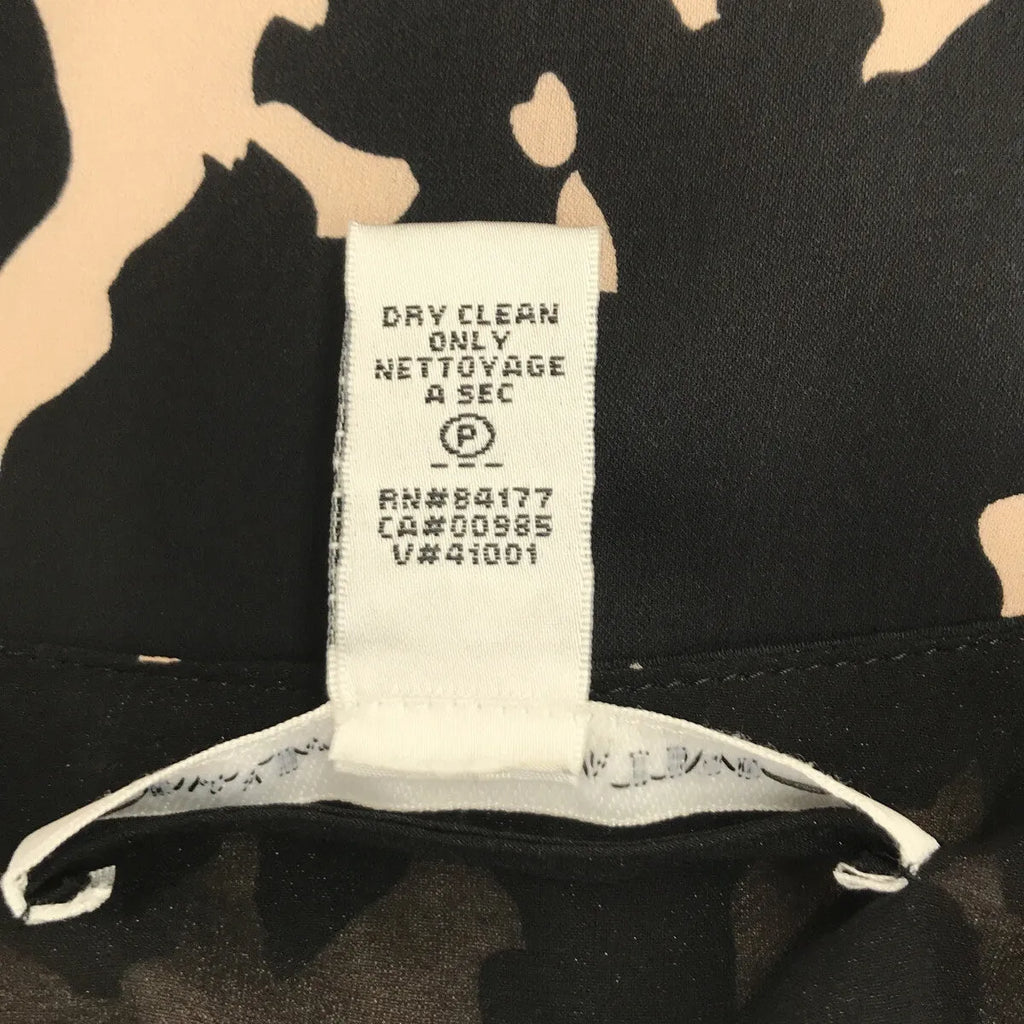 DRY CLEAN
ONLY
NETTOYAGE
A SEC
P
RN#84177
CA#00985
V#41001